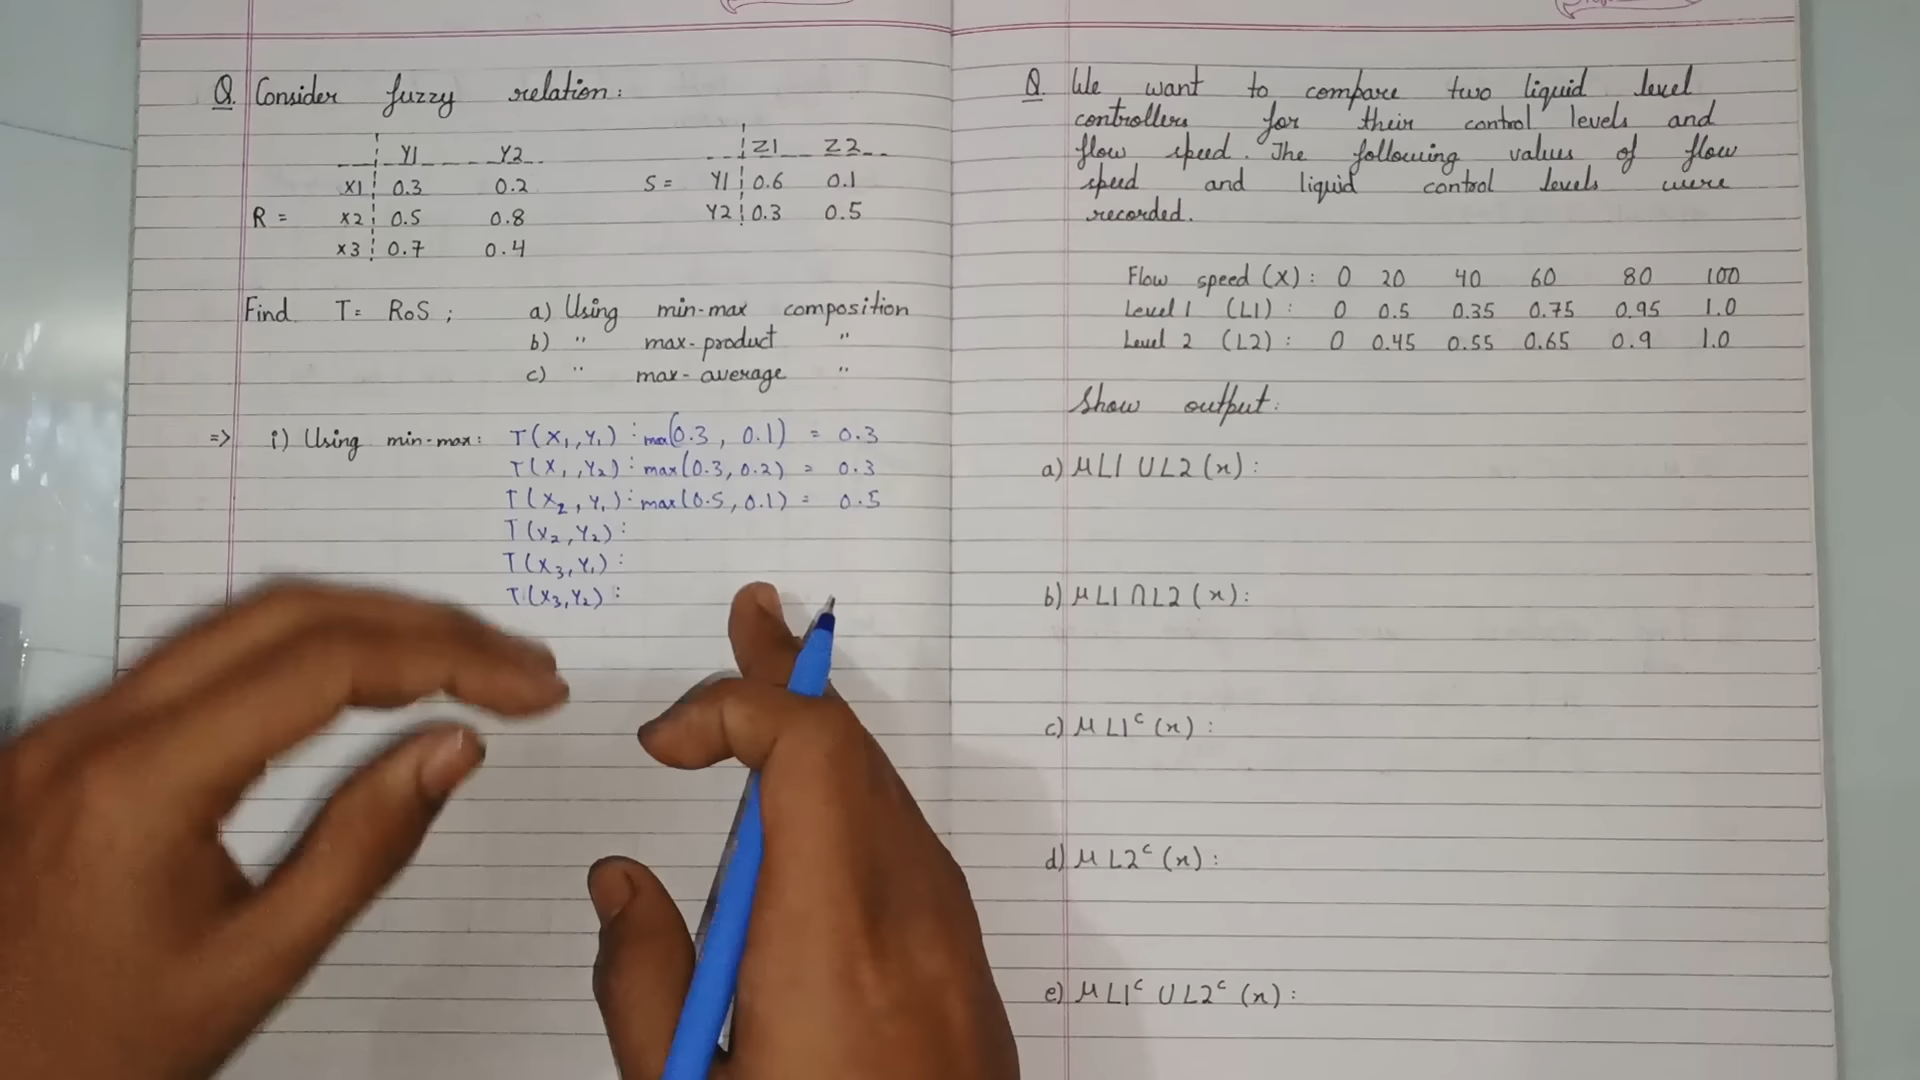 Q. Consider fuzzy relation:
Y1 Y2
X1 0.3 0.2
R = X2 0.5 0.8
X3 0.7 0.4
Z1 Z2
S = Y1 0.6 0.1
Y2 0.3 0.5
Find T = RoS ; a) Using min-max composition
b) " max-product "
c) " max-average "
=> i) Using min-max: T(X₁,Y₁) : max(0.3, 0.1) = 0.3
T(X₁,Y₂) : max(0.3,0.2) = 0.3
T(X₂,Y₁) : max(0.5,0.1) = 0.5
T(X₂,Y₂) :
T(X₃,Y₁) :
T(X₃,Y₂) :
Q. We want to compare two liquid level
controllers for their control levels and
flow speed. The following values of flow
speed and liquid control levels were
recorded.
Flow speed (X) : 0 20 40 60 80 100
Level 1 (L1) : 0 0.5 0.35 0.75 0.95 1.0
Level 2 (L2) : 0 0.45 0.55 0.65 0.9 1.0
Show output:
a) μL1 ∪ L2 (x) :
b) μL1 ∩ L2 (x) :
c) μL1ᶜ (x) :
d) μL2ᶜ (x) :
e) μL1ᶜ ∪ L2ᶜ (x) :